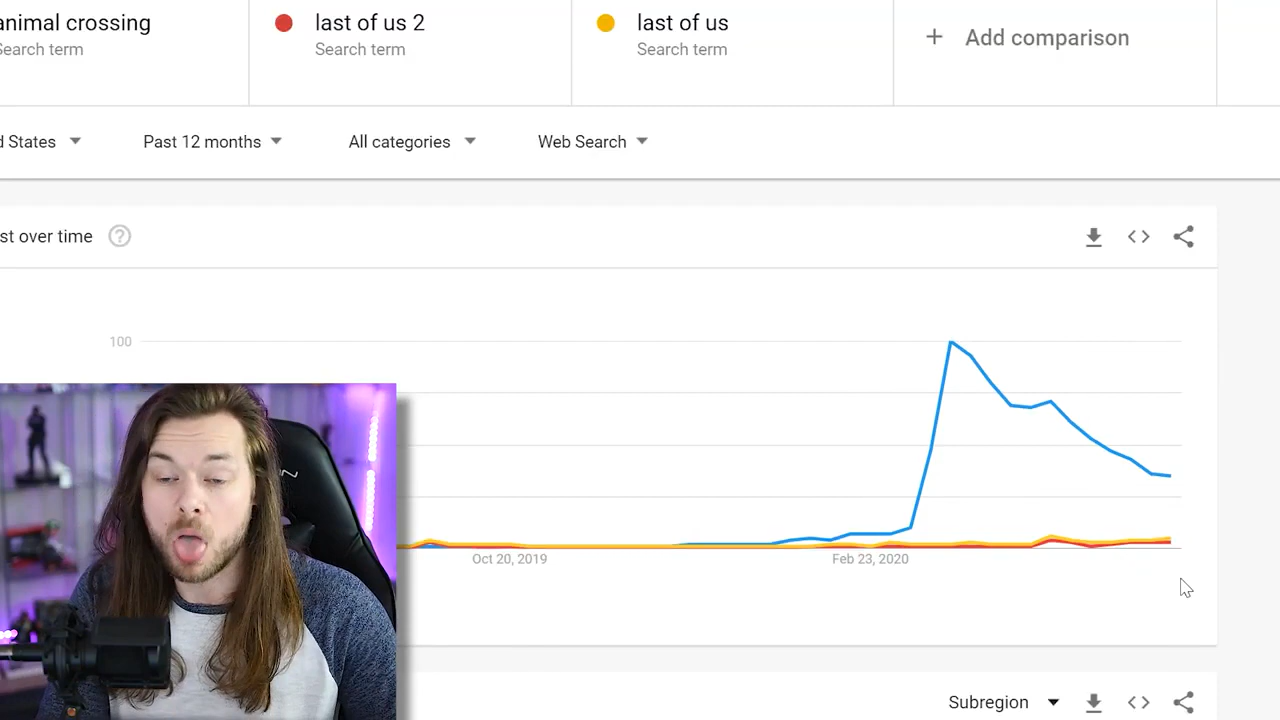 animal crossing
Search term
last of us 2
Search term
last of us
Search term
+ Add comparison
d States
Past 12 months
All categories
Web Search
st over time
?
100
Oct 20, 2019
Feb 23, 2020
Subregion